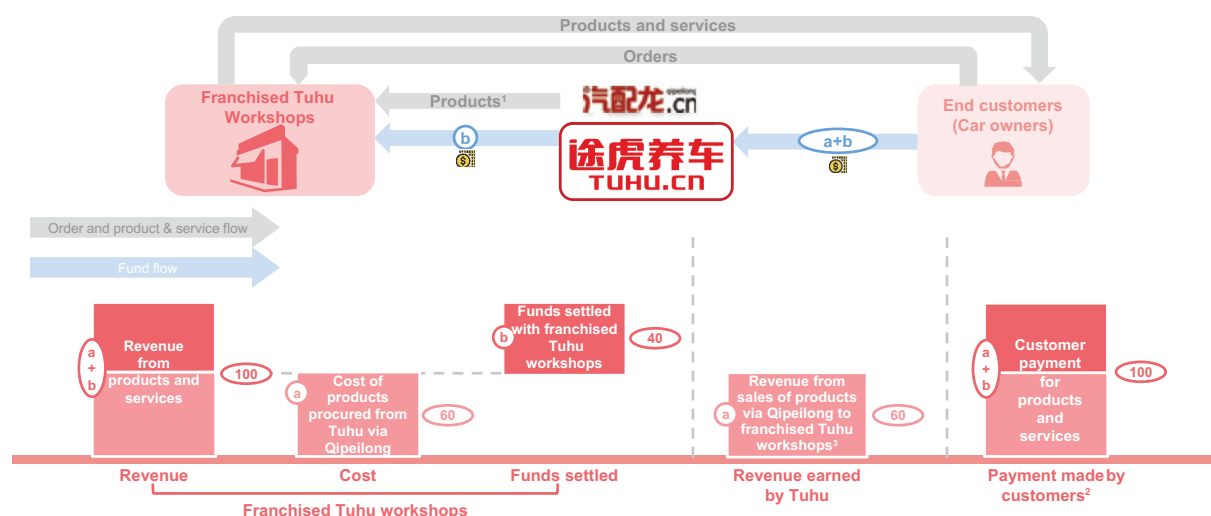 Products and services
Orders
Franchised Tuhu
Workshops
Products¹
汽配龙.cn
qipeilong
End customers
(Car owners)
b
途虎养车
TUHU.CN
a+b
Order and product & service flow
Fund flow
a
+
b
Revenue
from
products and
services
100
a
Cost of
products
procured from
Tuhu via
Qipeilong
60
b
Funds settled
with franchised
Tuhu
workshops
40
a
Revenue from
sales of products
via Qipeilong to
franchised Tuhu
workshops³
60
a
+
b
Customer
payment
for
products
and
services
100
Revenue
Cost
Funds settled
Revenue earned
by Tuhu
Payment made by
customers²
Franchised Tuhu workshops